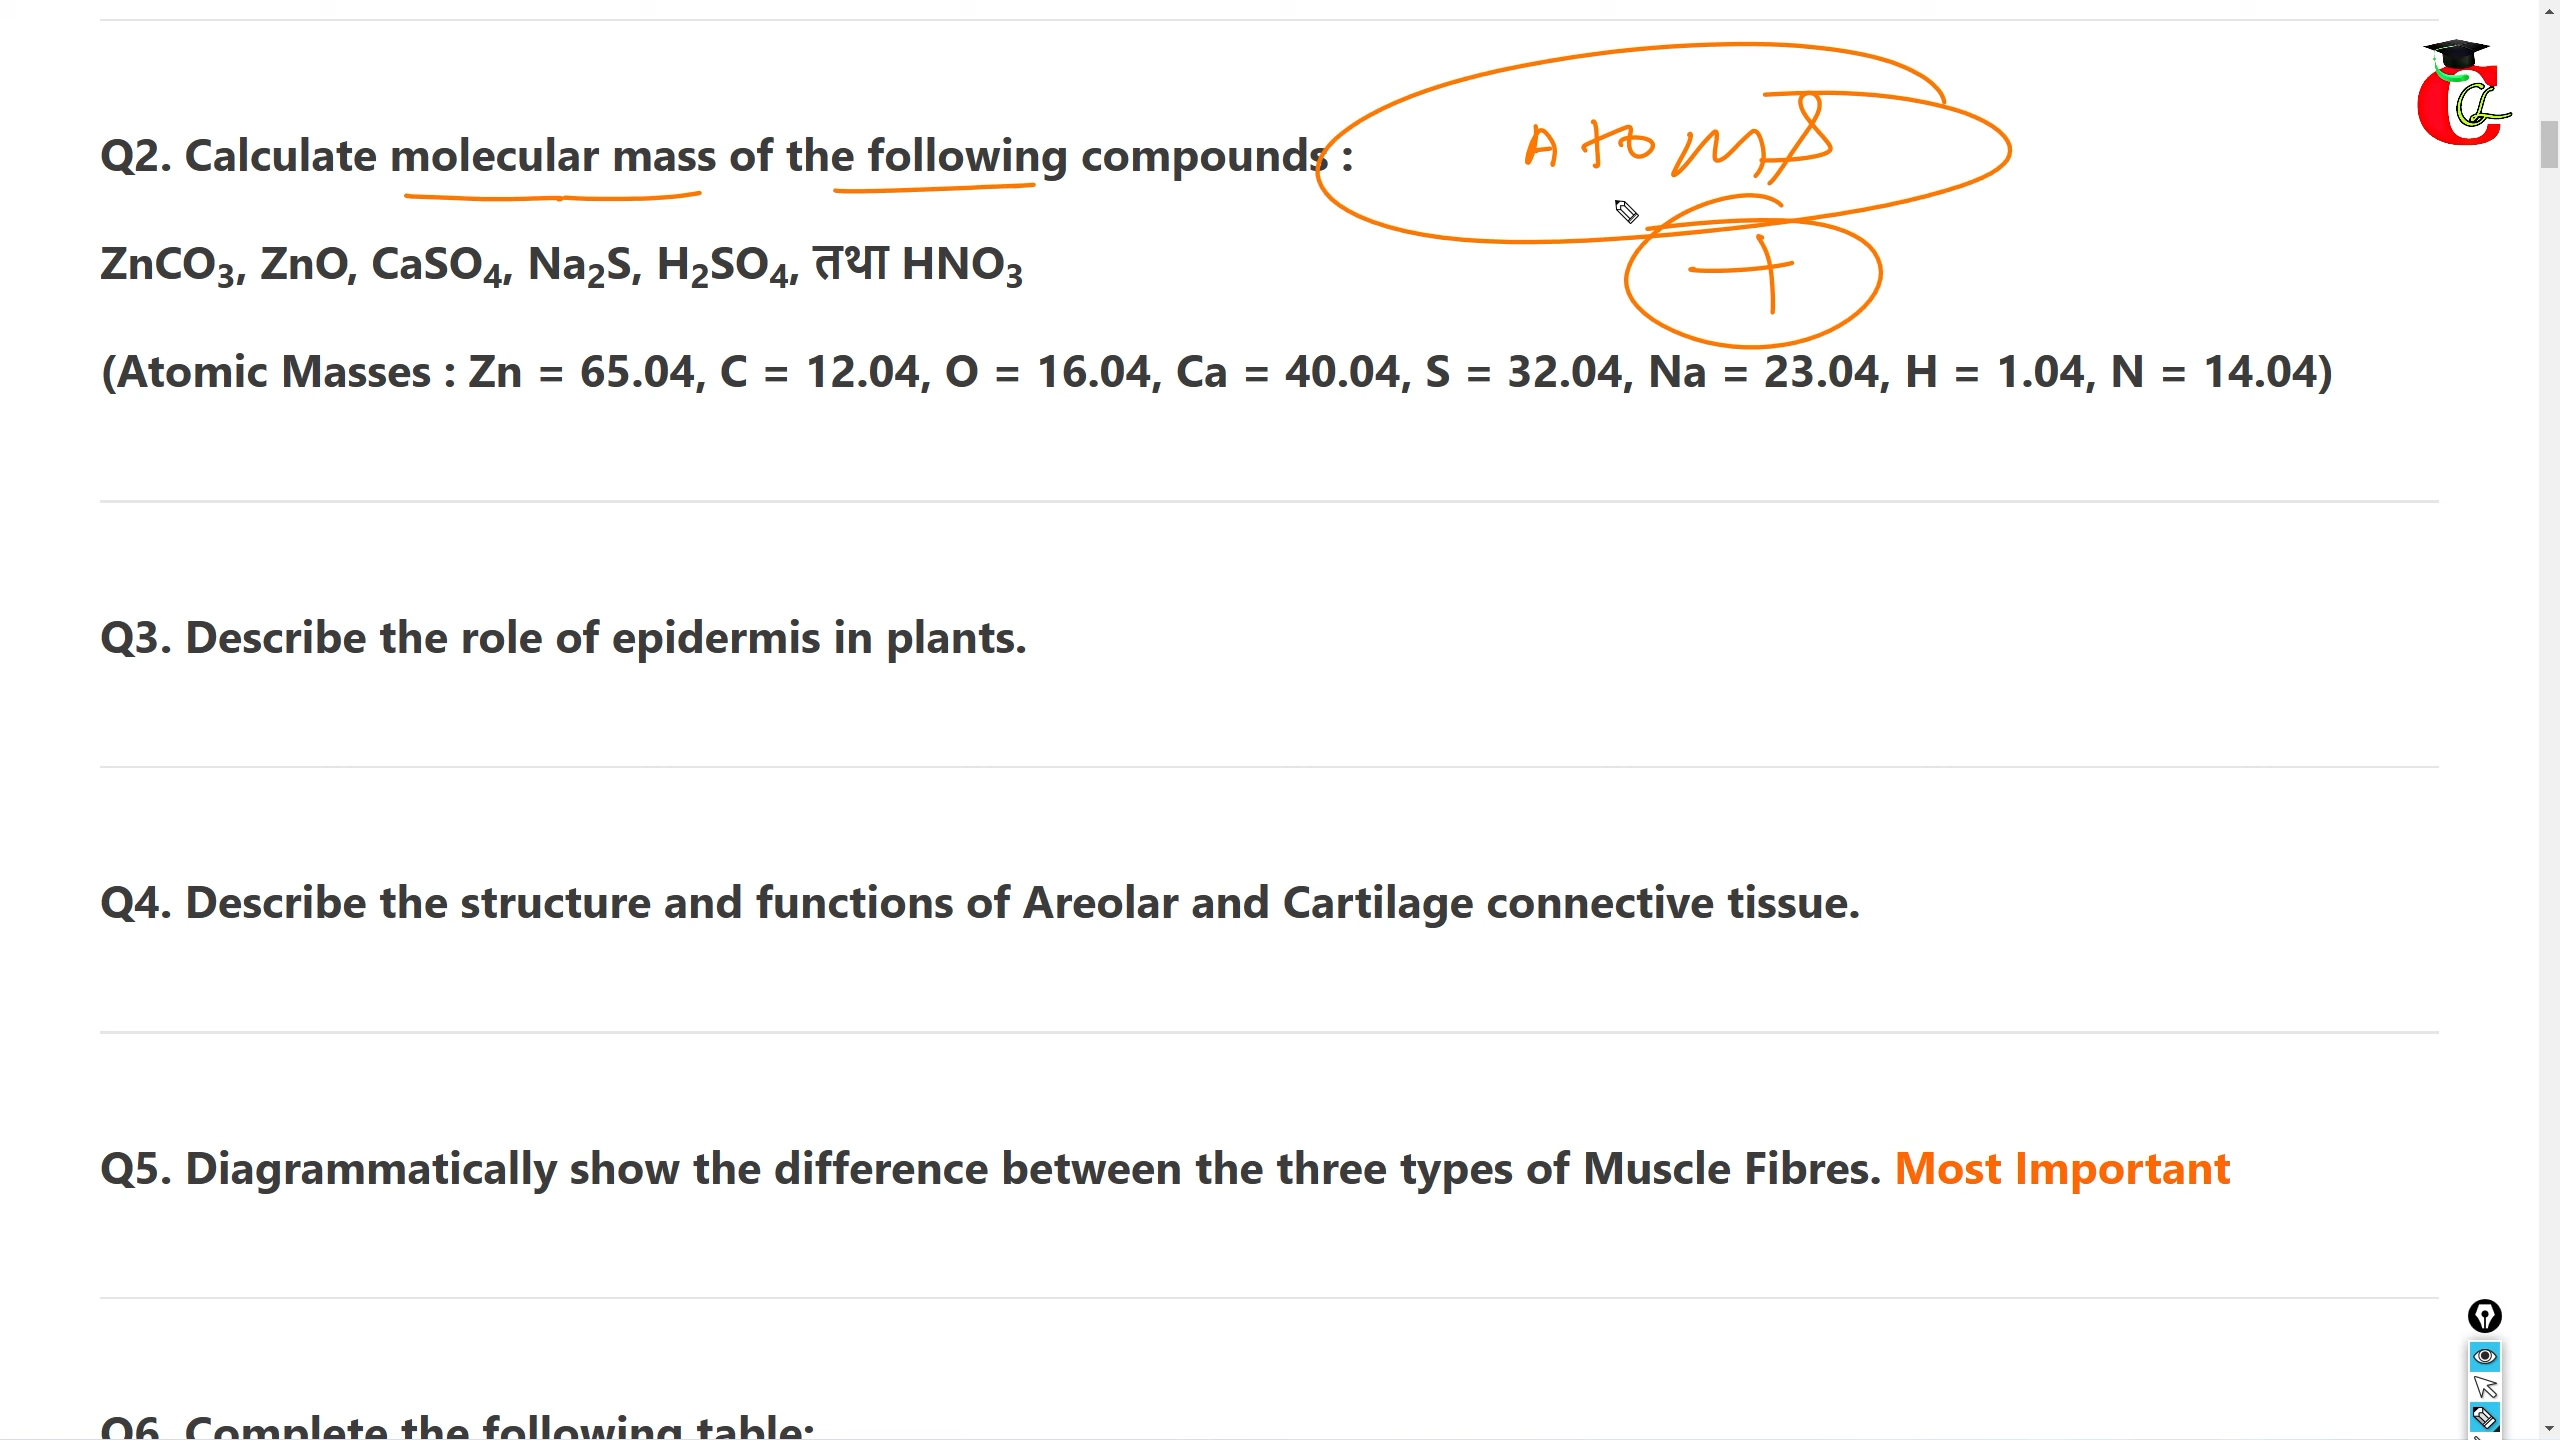 Atoms
Q2. Calculate molecular mass of the following compounds :
+
ZnCO₃, ZnO, CaSO₄, Na₂S, H₂SO₄, तथा HNO₃
(Atomic Masses : Zn = 65.04, C = 12.04, O = 16.04, Ca = 40.04, S = 32.04, Na = 23.04, H = 1.04, N = 14.04)
Q3. Describe the role of epidermis in plants.
Q4. Describe the structure and functions of Areolar and Cartilage connective tissue.
Q5. Diagrammatically show the difference between the three types of Muscle Fibres. Most Important
Q6. Complete the following table: